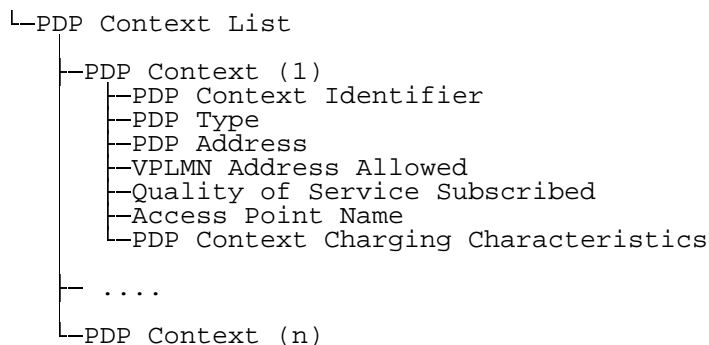 PDP Context List
PDP Context (1)
PDP Context Identifier
PDP Type
PDP Address
VPLMN Address Allowed
Quality of Service Subscribed
Access Point Name
PDP Context Charging Characteristics
....
PDP Context (n)